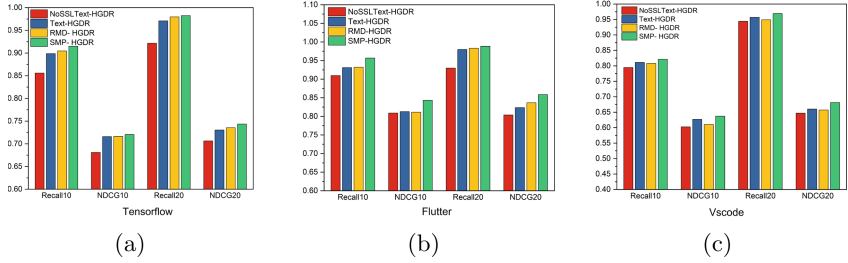 1.00
0.95
0.90
0.85
0.80
0.75
0.70
0.65
0.60
NoSSLText-HGDR
Text-HGDR
RMD- HGDR
SMP- HGDR
Recall10 NDCG10 Recall20 NDCG20
Tensorflow
(a)
1.10
1.05
1.00
0.95
0.90
0.85
0.80
0.75
0.70
0.65
0.60
NoSSLText-HGDR
Text-HGDR
RMD-HGDR
SMP-HGDR
Recall10 NDCG10 Recall20 NDCG20
Flutter
(b)
1.00
0.95
0.90
0.85
0.80
0.75
0.70
0.65
0.60
0.55
0.50
0.45
0.40
NoSSLText-HGDR
Text-HGDR
RMD-HGDR
SMP- HGDR
Recall10 NDCG10 Recall20 NDCG20
Vscode
(c)